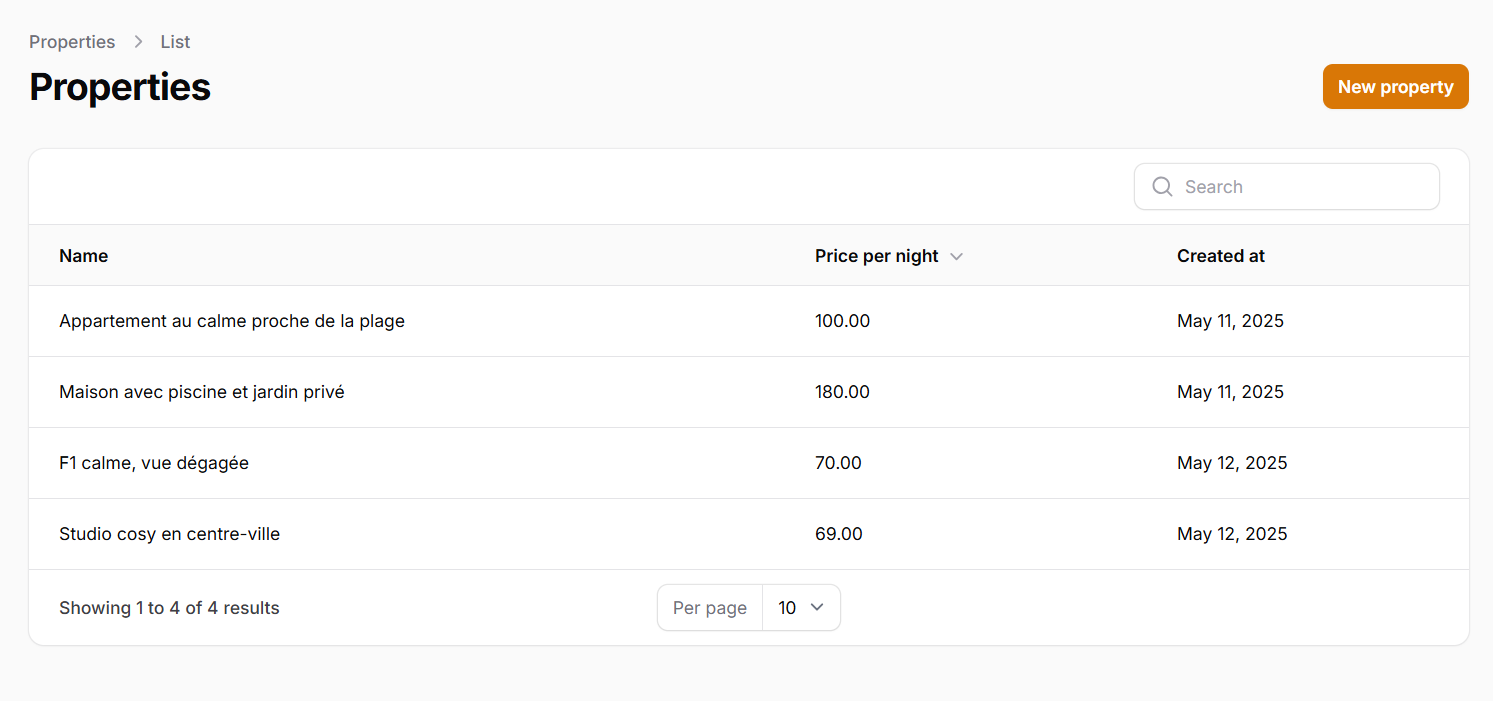 Properties > List
Properties
New property
Search
Name Price per night Created at
Appartement au calme proche de la plage 100.00 May 11, 2025
Maison avec piscine et jardin privé 180.00 May 11, 2025
F1 calme, vue dégagée 70.00 May 12, 2025
Studio cosy en centre-ville 69.00 May 12, 2025
Showing 1 to 4 of 4 results Per page 10